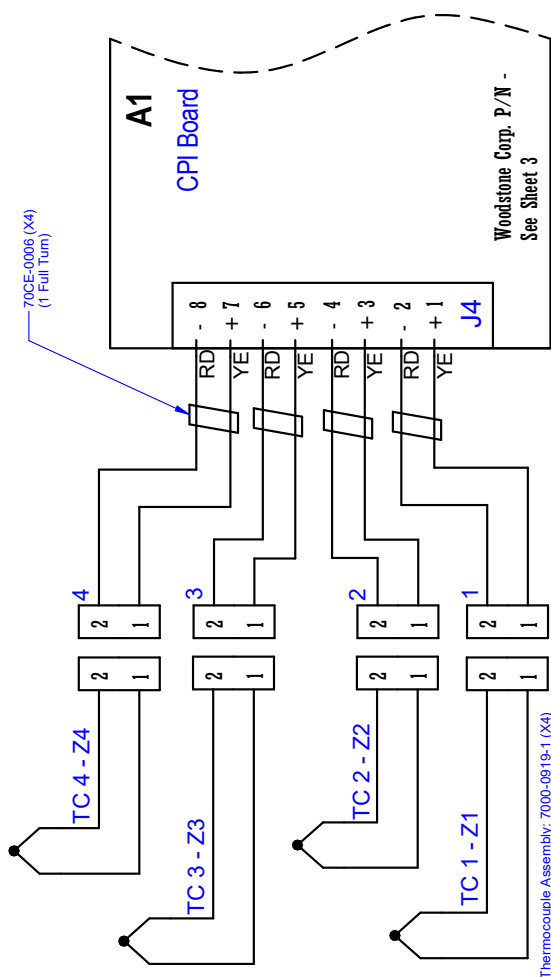 70CE-0006 (X4)
(1 Full Turn)
A1
CPI Board
- 8
RD
+ 7
YE
- 6
RD
+ 5
YE
- 4
RD
+ 3
YE
- 2
RD
+ 1
YE
J4
Woodstone Corp. P/N -
See Sheet 3
4
2
2
1
1
TC 4 - Z4
3
2
2
1
1
TC 3 - Z3
2
2
2
1
1
TC 2 - Z2
1
2
2
1
1
TC 1 - Z1
Thermocouple Assembly: 7000-0919-1 (X4)